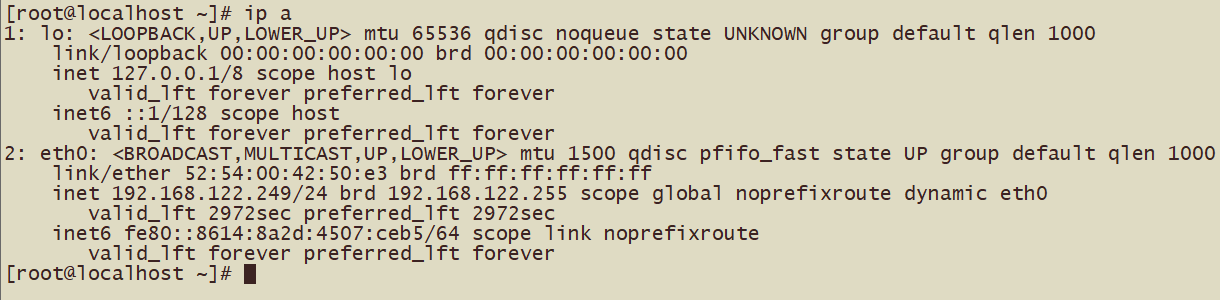 [root@localhost ~]# ip a
1: lo: <LOOPBACK,UP,LOWER_UP> mtu 65536 qdisc noqueue state UNKNOWN group default qlen 1000
    link/loopback 00:00:00:00:00:00 brd 00:00:00:00:00:00
    inet 127.0.0.1/8 scope host lo
       valid_lft forever preferred_lft forever
    inet6 ::1/128 scope host
       valid_lft forever preferred_lft forever
2: eth0: <BROADCAST,MULTICAST,UP,LOWER_UP> mtu 1500 qdisc pfifo_fast state UP group default qlen 1000
    link/ether 52:54:00:42:50:e3 brd ff:ff:ff:ff:ff:ff
    inet 192.168.122.249/24 brd 192.168.122.255 scope global noprefixroute dynamic eth0
       valid_lft 2972sec preferred_lft 2972sec
    inet6 fe80::8614:8a2d:4507:ceb5/64 scope link noprefixroute
       valid_lft forever preferred_lft forever
[root@localhost ~]#